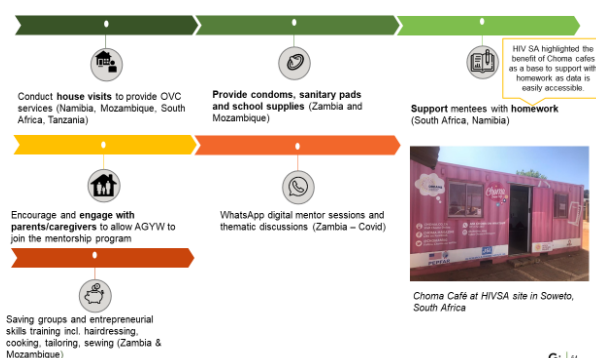 HIV SA highlighted the
benefit of Choma cafes
as a base to support with
homework as data is
easily accessible.
Conduct house visits to provide OVC
services (Namibia, Mozambique, South
Africa, Tanzania)
Provide condoms, sanitary pads
and school supplies (Zambia and
Mozambique)
Support mentees with homework
(South Africa, Namibia)
Encourage and engage with
parents/caregivers to allow AGYW to
join the mentorship program
WhatsApp digital mentor sessions and
thematic discussions (Zambia – Covid)
Choma
PEPFAR
Choma Café at HIVSA site in Soweto,
South Africa
Saving groups and entrepreneurial
skills training incl. hairdressing,
cooking, tailoring, sewing (Zambia &
Mozambique)